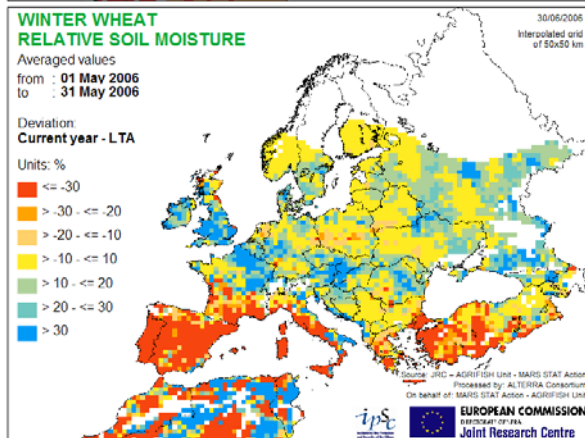 WINTER WHEAT
RELATIVE SOIL MOISTURE
30/06/2006
Interpolated grid
of 50x50 km
Averaged values
from : 01 May 2006
to : 31 May 2006
Deviation:
Current year - LTA
Units: %
<= -30
> -30 - <= -20
> -20 - <= -10
> -10 - <= 10
> 10 - <= 20
> 20 - <= 30
> 30
Source: JRC - AGRIFISH Unit - MARS STAT Action
Processed by: ALTERRA Consortium
On behalf of: MARS STAT Action - AGRIFISH Unit
ipsc
EUROPEAN COMMISSION
Joint Research Centre